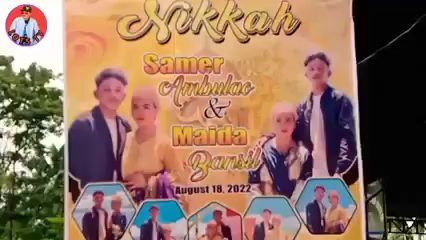 Nikkah
Samer
Ambulao
&
Maida
Bansil
August 18, 2022